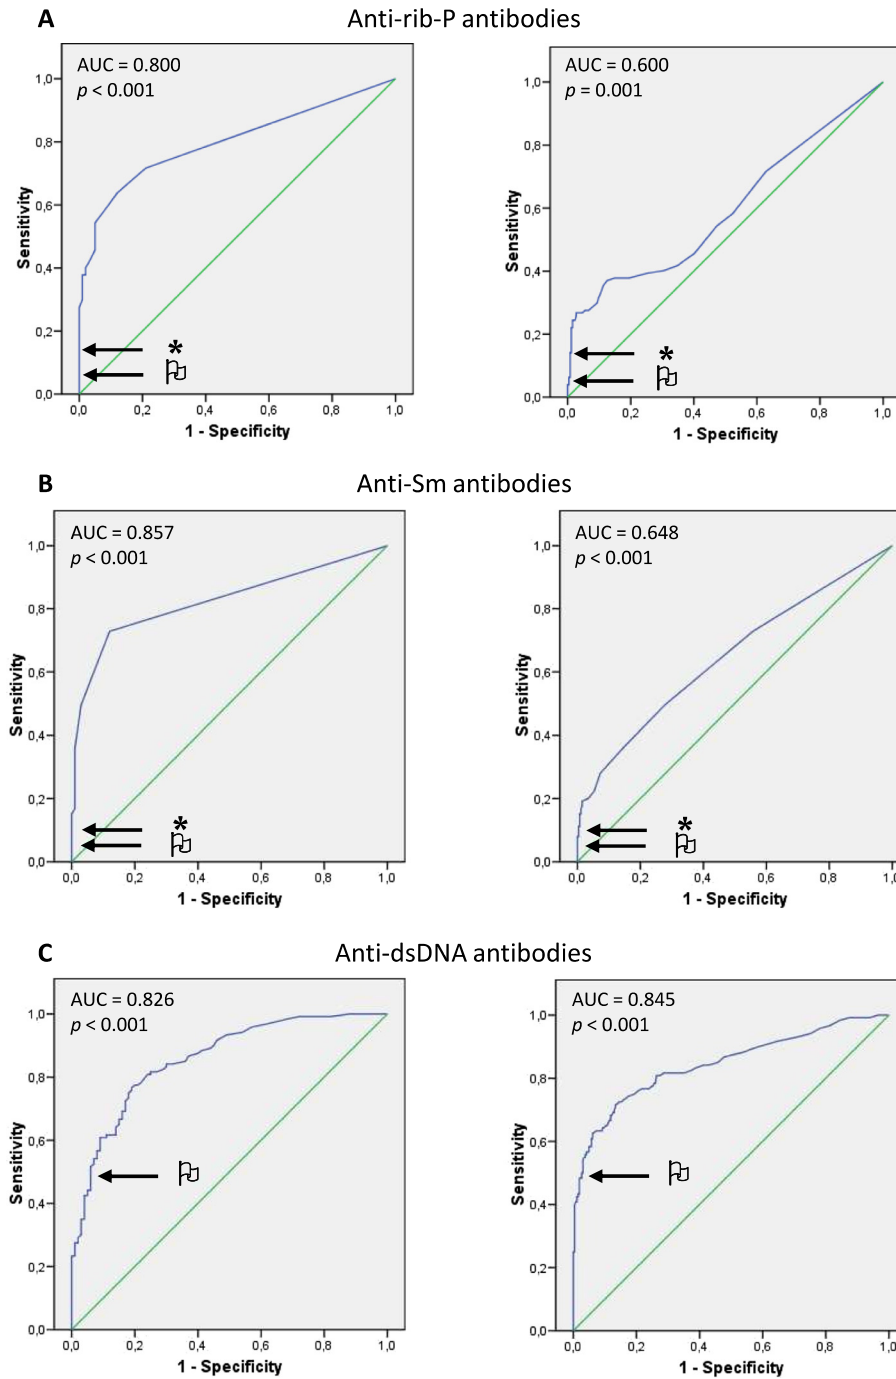 A Anti-rib-P antibodies
AUC = 0.800
p < 0.001
1,0
0,8
0,6
0,4
0,2
0,0
Sensitivity
*
0,0 0,2 0,4 0,6 0,8 1,0
1 - Specificity
AUC = 0.600
p = 0.001
1,0
0,8
0,6
0,4
0,2
0,0
Sensitivity
*
0,0 0,2 0,4 0,6 0,8 1,0
1 - Specificity
B Anti-Sm antibodies
AUC = 0.857
p < 0.001
1,0
0,8
0,6
0,4
0,2
0,0
Sensitivity
*
0,0 0,2 0,4 0,6 0,8 1,0
1 - Specificity
AUC = 0.648
p < 0.001
1,0
0,8
0,6
0,4
0,2
0,0
Sensitivity
*
0,0 0,2 0,4 0,6 0,8 1,0
1 - Specificity
C Anti-dsDNA antibodies
AUC = 0.826
p < 0.001
1,0
0,8
0,6
0,4
0,2
0,0
Sensitivity
0,0 0,2 0,4 0,6 0,8 1,0
1 - Specificity
AUC = 0.845
p < 0.001
1,0
0,8
0,6
0,4
0,2
0,0
Sensitivity
0,0 0,2 0,4 0,6 0,8 1,0
1 - Specificity